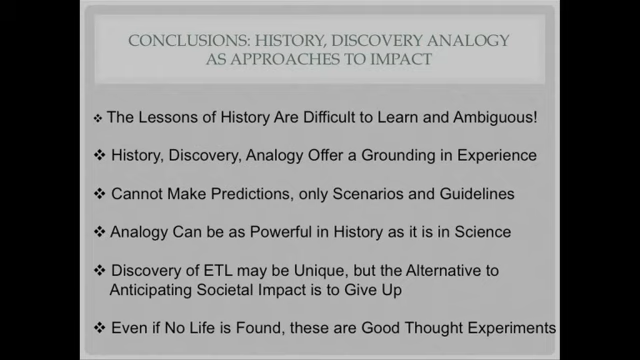 CONCLUSIONS: HISTORY, DISCOVERY ANALOGY
AS APPROACHES TO IMPACT
❖ The Lessons of History Are Difficult to Learn and Ambiguous!
❖ History, Discovery, Analogy Offer a Grounding in Experience
❖ Cannot Make Predictions, only Scenarios and Guidelines
❖ Analogy Can be as Powerful in History as it is in Science
❖ Discovery of ETL may be Unique, but the Alternative to
Anticipating Societal Impact is to Give Up
❖ Even if No Life is Found, these are Good Thought Experiments